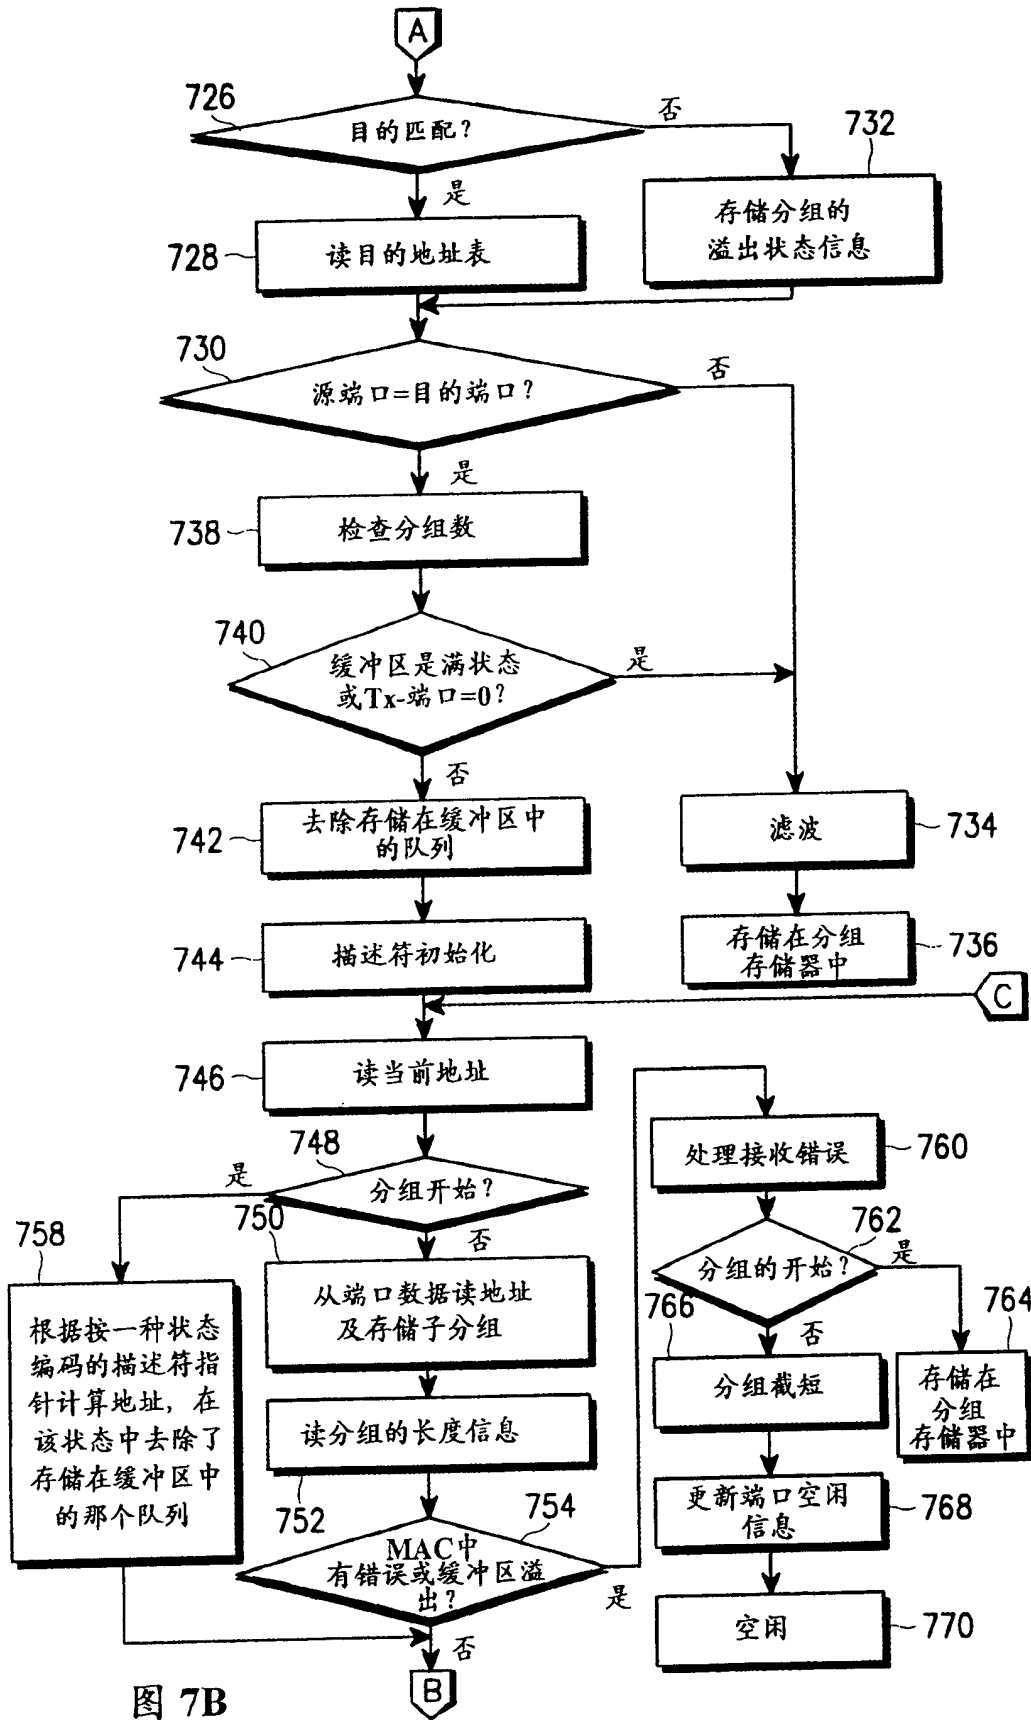 A
726
目的匹配?
否
732
是
存储分组的
溢出状态信息
728
读目的地址表
730
源端口=目的端口?
否
是
738
检查分组数
740
缓冲区是满状态
或Tx-端口=0?
是
否
742
去除存储在缓冲区中
的队列
滤波
734
744
描述符初始化
存储在分组
存储器中
736
C
746
读当前地址
处理接收错误
760
748
是
分组开始?
750
否
762
分组的开始?
是
758
根据按一种状态
编码的描述符指
针计算地址,在
该状态中去除了
存储在缓冲区中
的那个队列
从端口数据读地址
及存储子分组
766
否
764
分组截短
存储在
分组
存储器中
读分组的长度信息
752
754
更新端口空闲
信息
768
MAC中
有错误或缓冲区溢
出?
是
否
空闲
770
B
图 7B